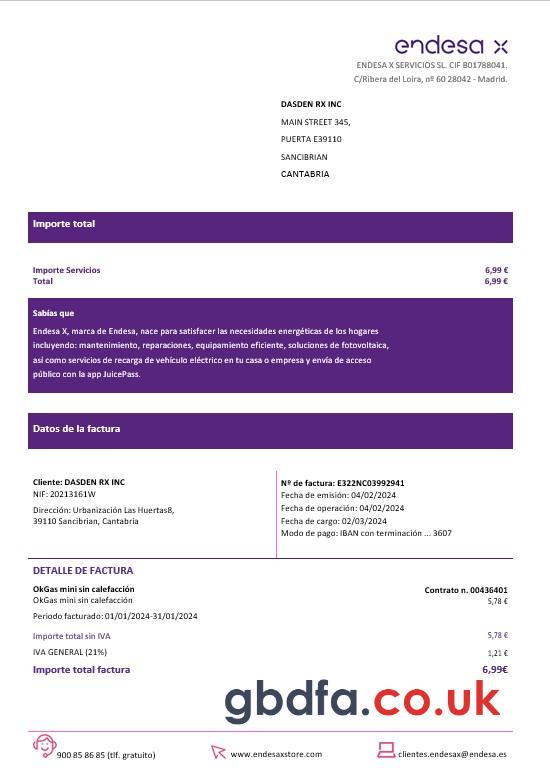 endesa x
ENDESA X SERVICIOS SL. CIF B01788041.
C/Ribera del Loira, nº 60 28042 - Madrid.
DASDEN RX INC
MAIN STREET 345,
PUERTA E39110
SANCIBRIAN
CANTABRIA
Importe total
Importe Servicios 6,99 €
Total 6,99 €
Sabías que
Endesa X, marca de Endesa, nace para satisfacer las necesidades energéticas de los hogares
incluyendo: mantenimiento, reparaciones, equipamiento eficiente, soluciones de fotovoltaica,
así como servicios de recarga de vehículo eléctrico en tu casa o empresa y envía de acceso
público con la app JuicePass.
Datos de la factura
Cliente: DASDEN RX INC
NIF: 20213161W
Dirección: Urbanización Las Huertas8,
39110 Sancibrian, Cantabria
Nº de factura: E322NC03992941
Fecha de emisión: 04/02/2024
Fecha de operación: 04/02/2024
Fecha de cargo: 02/03/2024
Modo de pago: IBAN con terminación ... 3607
DETALLE DE FACTURA
OkGas mini sin calefacción Contrato n. 00436401
OkGas mini sin calefacción 5,78 €
Periodo facturado: 01/01/2024-31/01/2024
Importe total sin IVA 5,78 €
IVA GENERAL (21%) 1,21 €
Importe total factura 6,99€
gbdfa.co.uk
900 85 86 85 (tlf. gratuito) www.endesaxstore.com clientes.endesax@endesa.es